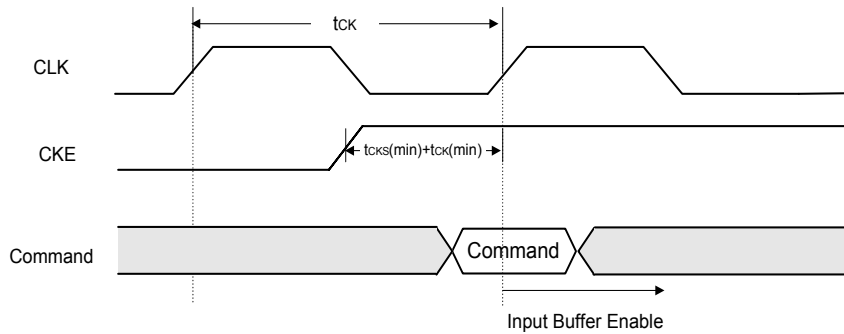 tCK
CLK
CKE
tCKS(min)+tCK(min)
Command
Command
Input Buffer Enable